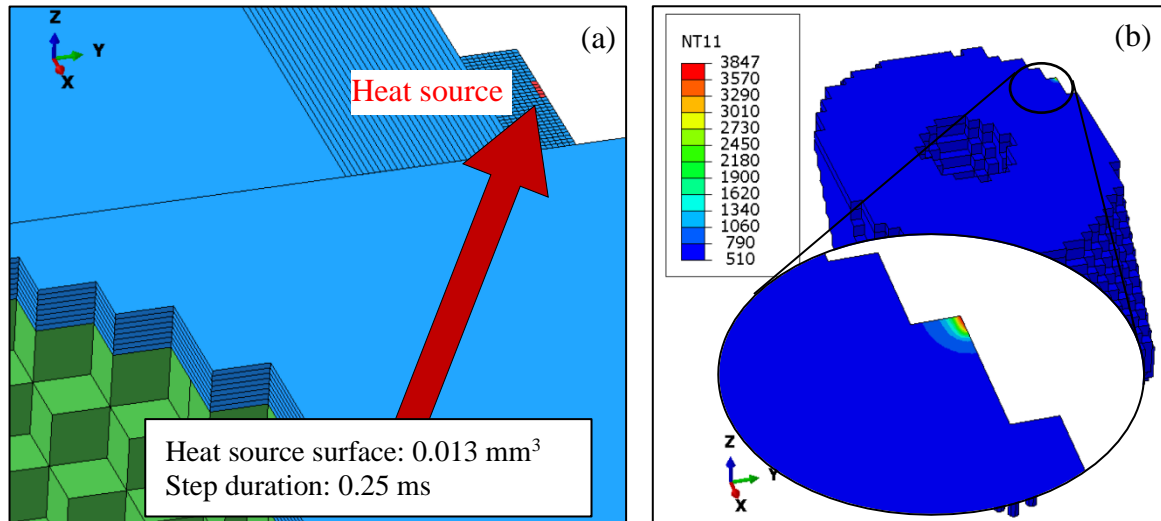 (a)
Z
Y
X
Heat source
Heat source surface: 0.013 mm³
Step duration: 0.25 ms
(b)
NT11
3847
3570
3290
3010
2730
2450
2180
1900
1620
1340
1060
790
510
Z
Y
X